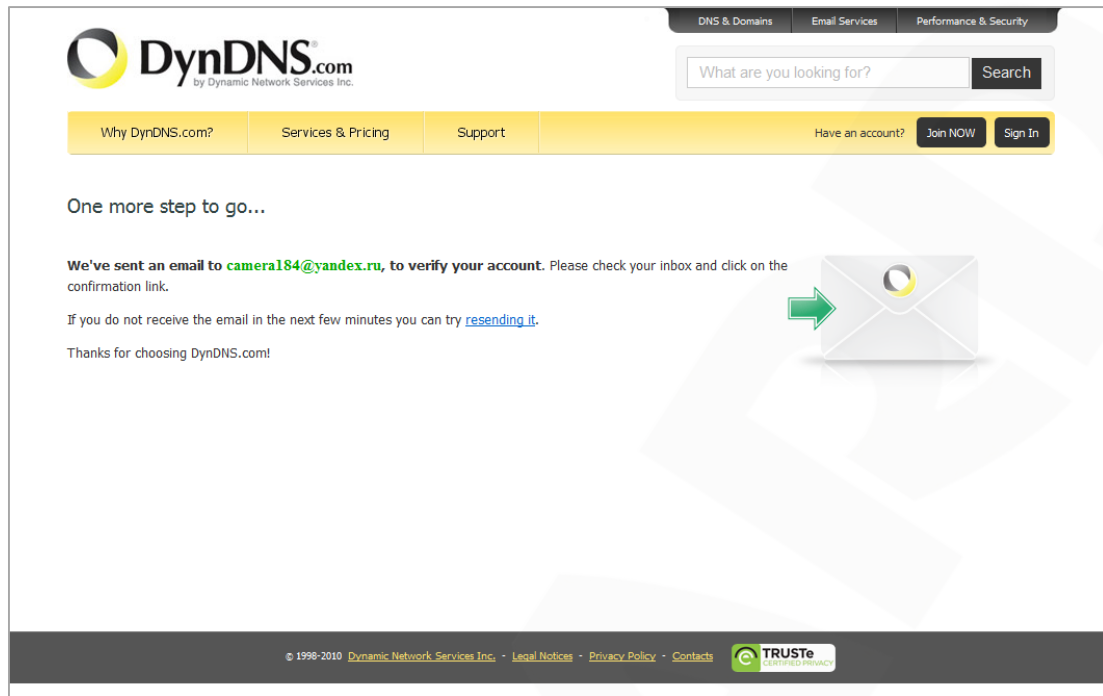 DNS & Domains
Email Services
Performance & Security
DynDNS.com
by Dynamic Network Services Inc.
What are you looking for?
Search
Why DynDNS.com?
Services & Pricing
Support
Have an account?
Join NOW
Sign In
One more step to go...
We've sent an email to camera184@yandex.ru, to verify your account. Please check your inbox and click on the
confirmation link.
If you do not receive the email in the next few minutes you can try resending it.
Thanks for choosing DynDNS.com!
© 1998-2010 Dynamic Network Services Inc. - Legal Notices - Privacy Policy - Contacts
TRUSTe
CERTIFIED PRIVACY